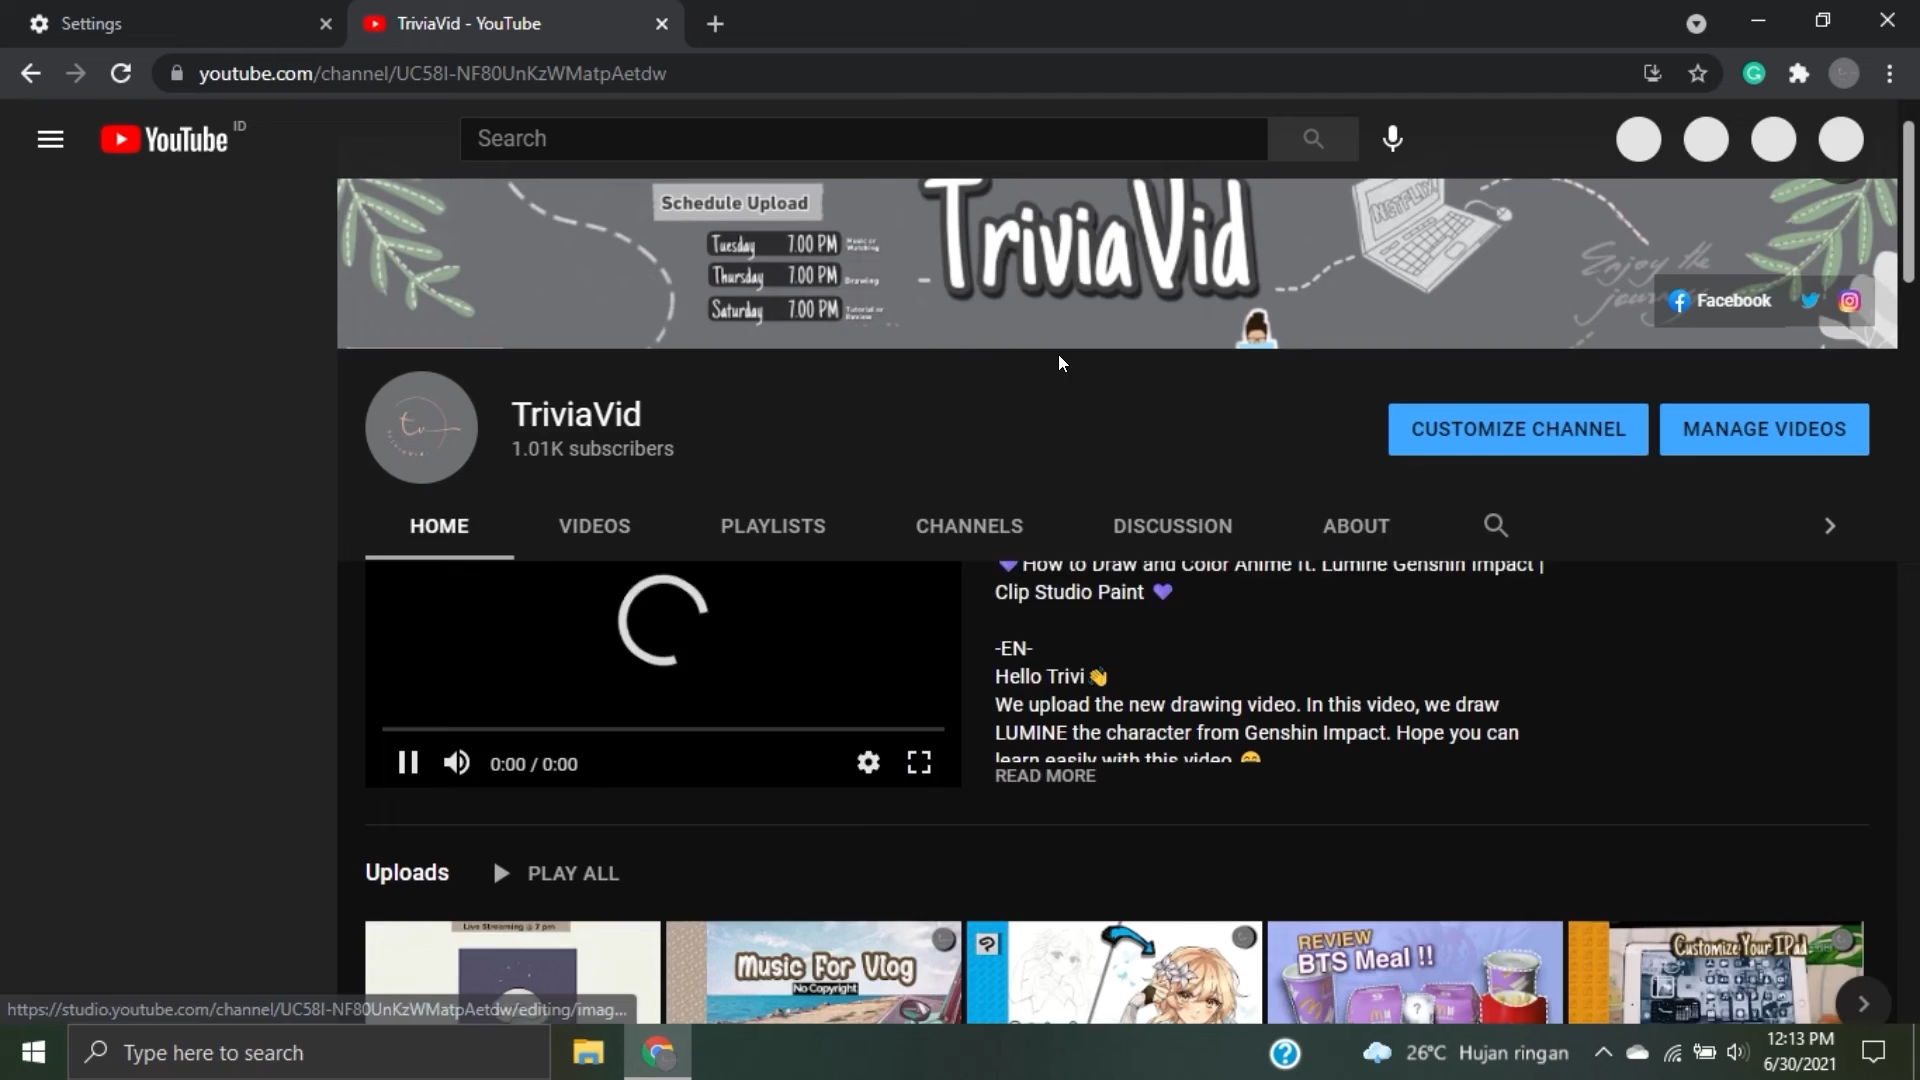 Settings
TriviaVid - YouTube
youtube.com/channel/UC58I-NF80UnKzWMatpAetdw
YouTube ID
Search
Schedule Upload
Tuesday 7.00 PM
Thursday 7.00 PM Drawing
Saturday 7.00 PM
TriviaVid
NETFLIX
Enjoy the
journey
Facebook
TriviaVid
1.01K subscribers
CUSTOMIZE CHANNEL
MANAGE VIDEOS
HOME
VIDEOS
PLAYLISTS
CHANNELS
DISCUSSION
ABOUT
💜How to Draw and Color Anime ft. Lumine Genshin Impact |
Clip Studio Paint 💜
-EN-
Hello Trivi👋
We upload the new drawing video. In this video, we draw
LUMINE the character from Genshin Impact. Hope you can
learn easily with this video 😁
READ MORE
0:00 / 0:00
Uploads
PLAY ALL
Live Streaming @ 7 pm
Music For Vlog
No Copyright
REVIEW
BTS Meal !!
Customize Your IPad
https://studio.youtube.com/channel/UC58I-NF80UnKzWMatpAetdw/editing/imag...
Type here to search
26°C Hujan ringan
12:13 PM
6/30/2021